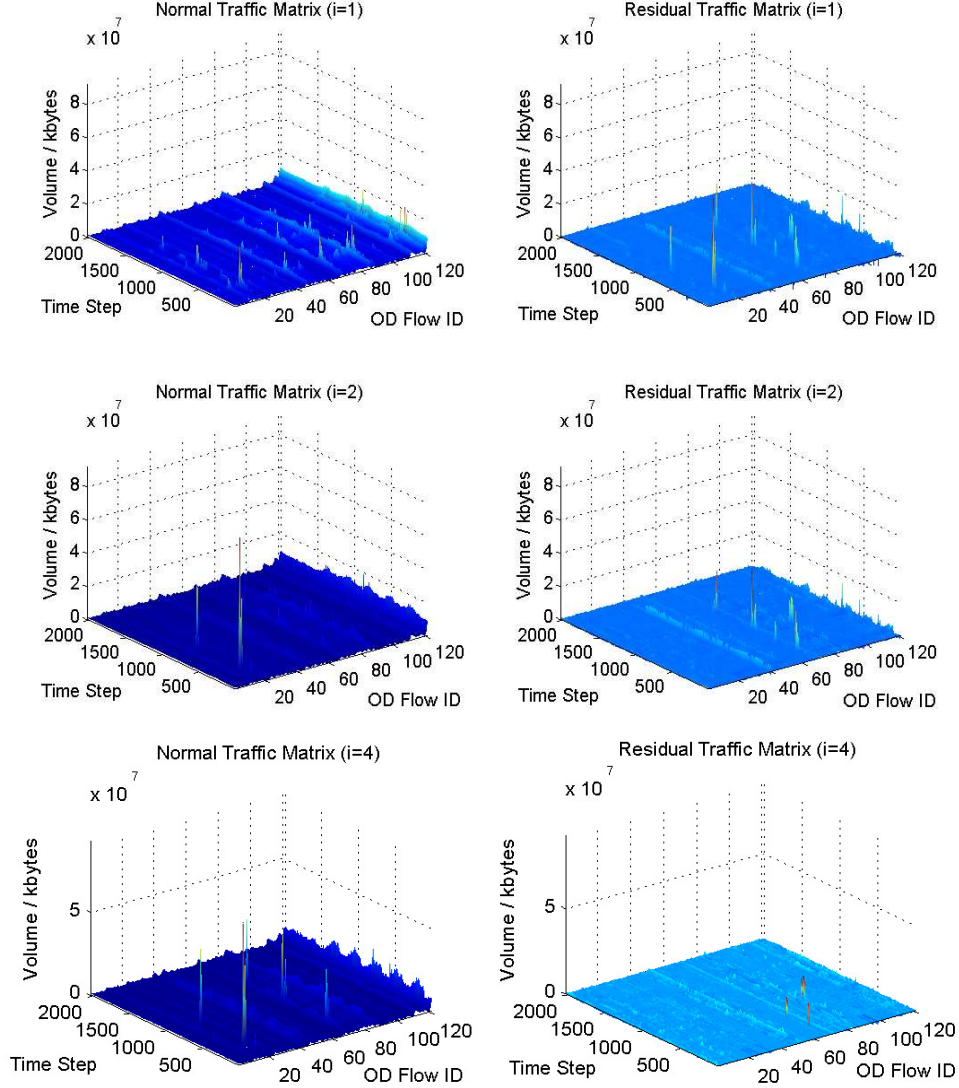 Normal Traffic Matrix (i=1)
x 10^7
Volume / kbytes
8
6
4
2
0
2000
1500
1000
500
Time Step
20
40
60
80
100
120
OD Flow ID
Residual Traffic Matrix (i=1)
x 10^7
Volume / kbytes
8
6
4
2
0
2000
1500
1000
500
Time Step
20
40
60
80
100
120
OD Flow ID
Normal Traffic Matrix (i=2)
x 10^7
Volume / kbytes
8
6
4
2
0
2000
1500
1000
500
Time Step
20
40
60
80
100
120
OD Flow ID
Residual Traffic Matrix (i=2)
x 10^7
Volume / kbytes
8
6
4
2
0
2000
1500
1000
500
Time Step
20
40
60
80
100
120
OD Flow ID
Normal Traffic Matrix (i=4)
x 10^7
Volume / kbytes
5
0
2000
1500
1000
500
Time Step
20
40
60
80
100
120
OD Flow ID
Residual Traffic Matrix (i=4)
x 10^7
Volume / kbytes
5
0
2000
1500
1000
500
Time Step
20
40
60
80
100
120
OD Flow ID